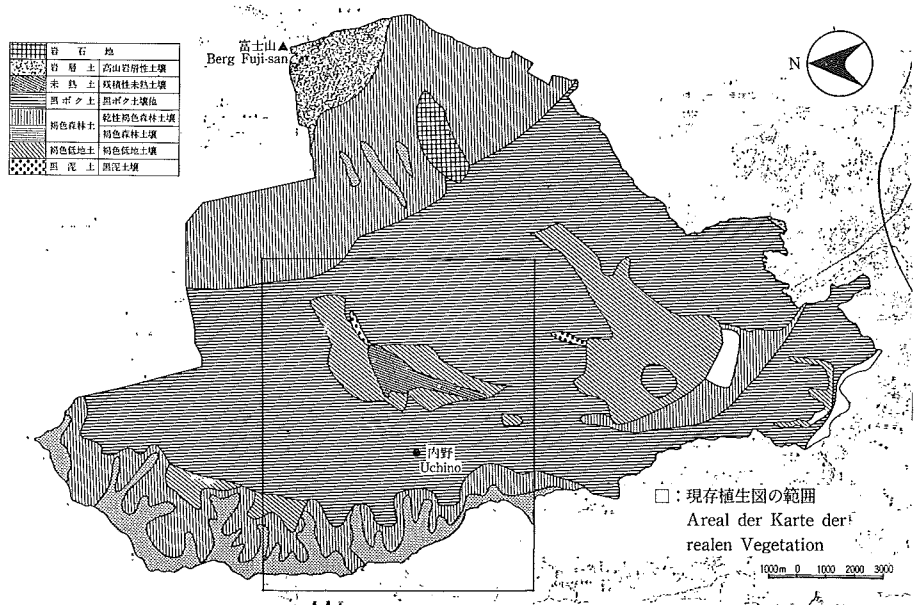 岩石地
岩屑土 高山岩屑性土壌
未熟土 残積性未熟土壌
黒ボク土 黒ボク土壌
褐色森林土 乾性褐色森林土壌
褐色森林土壌
褐色低地土 褐色低地土壌
黒泥土 黒泥土壌
富士山▲
Berg Fuji-san
N
内野
Uchino
□：現存植生図の範囲
Areal der Karte der
realen Vegetation
1000m 0 1000 2000 3000